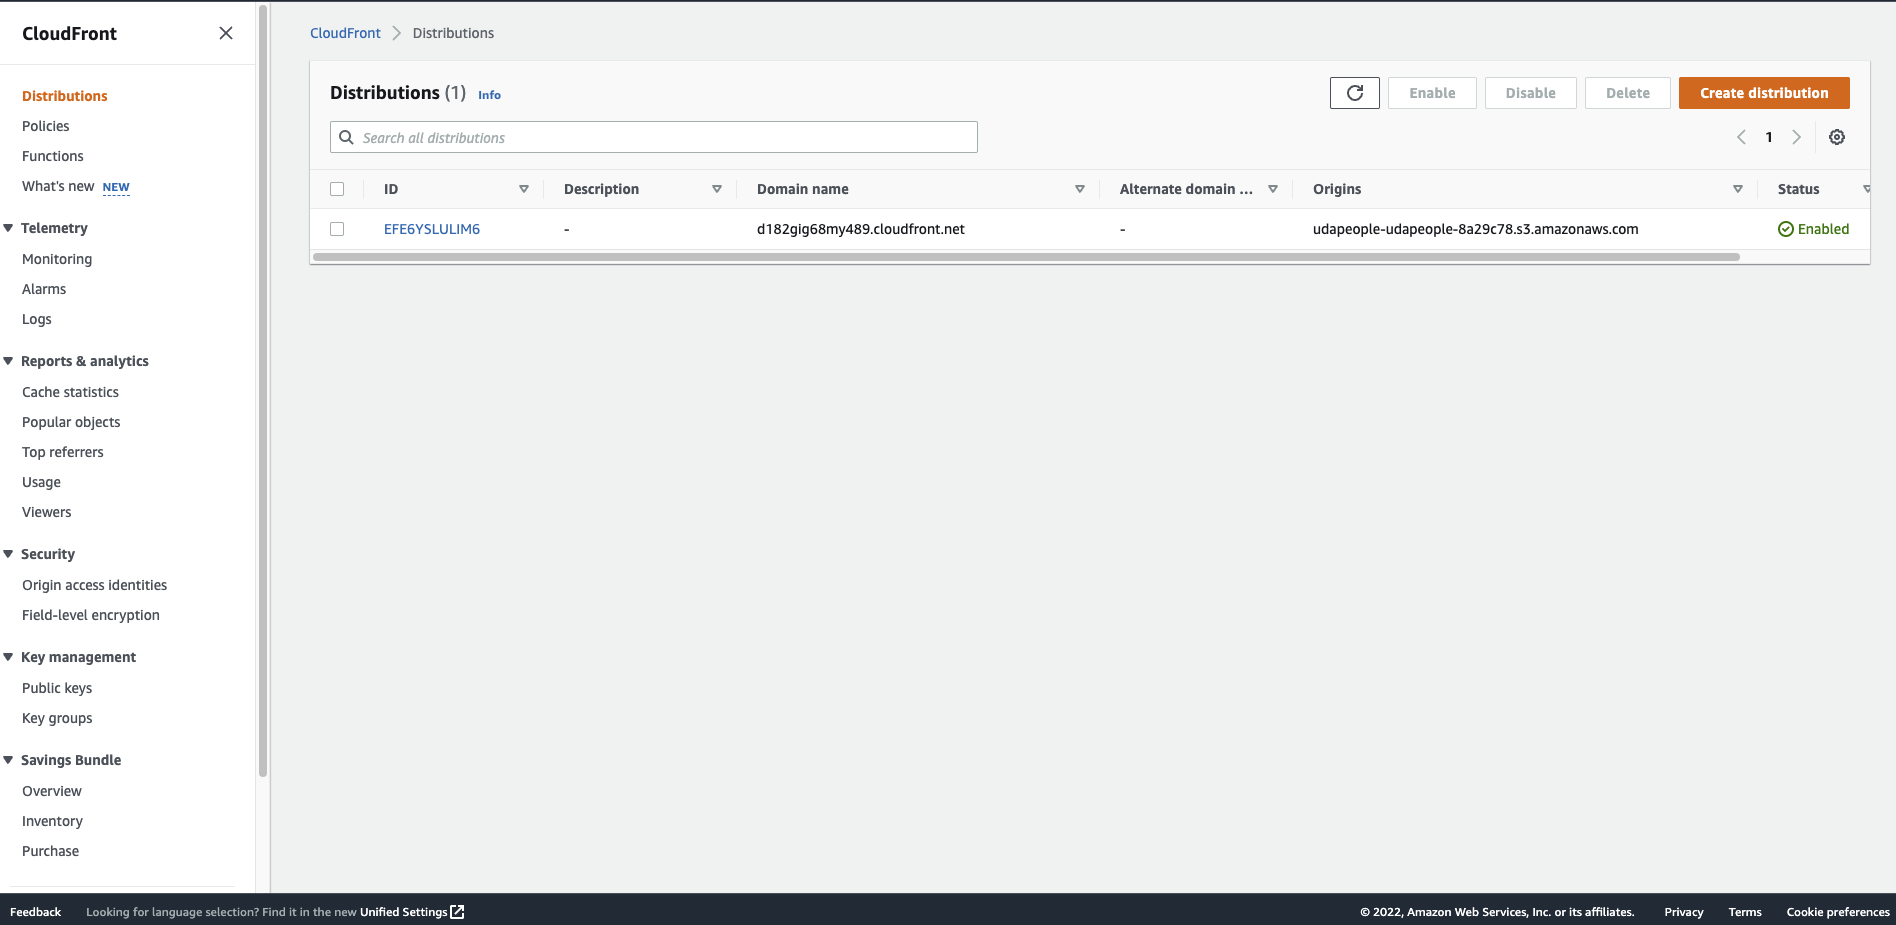 CloudFront
Distributions
Policies
Functions
What's new NEW
Telemetry
Monitoring
Alarms
Logs
Reports & analytics
Cache statistics
Popular objects
Top referrers
Usage
Viewers
Security
Origin access identities
Field-level encryption
Key management
Public keys
Key groups
Savings Bundle
Overview
Inventory
Purchase
CloudFront Distributions
Distributions (1) Info Enable Disable Delete Create distribution
Search all distributions 1
ID Description Domain name Alternate domain ... Origins Status
EFE6YSLULIM6 - d182gig68my489.cloudfront.net - udapeople-udapeople-8a29c78.s3.amazonaws.com Enabled
Feedback Looking for language selection? Find it in the new Unified Settings © 2022, Amazon Web Services, Inc. or its affiliates. Privacy Terms Cookie preferences